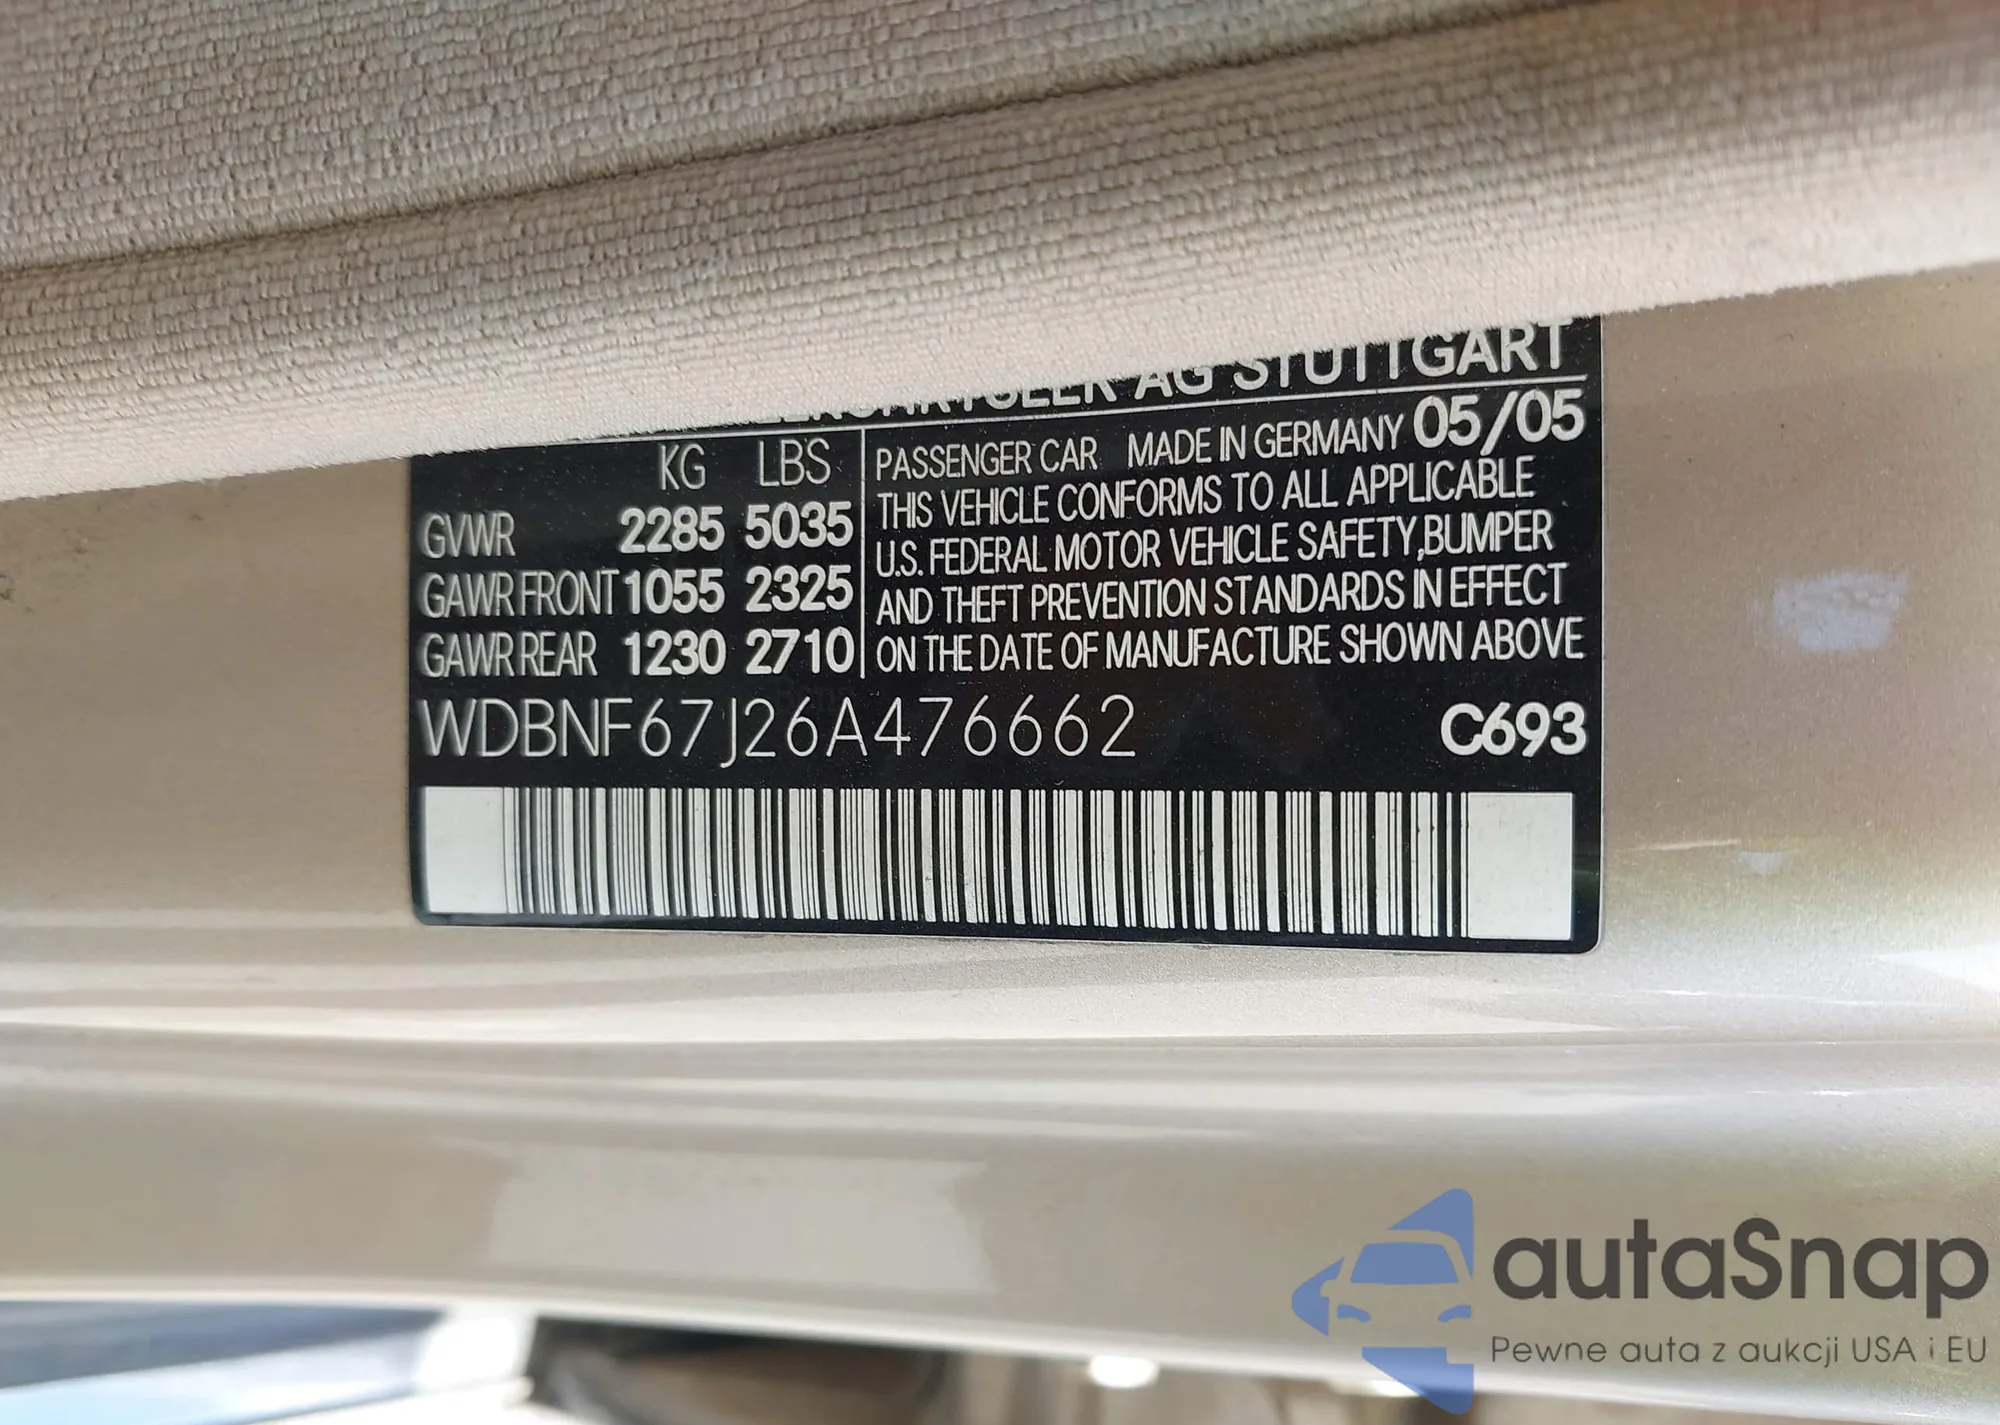 AG STUTTGART
KG LBS
GVWR 2285 5035
GAWR FRONT 1055 2325
GAWR REAR 1230 2710
PASSENGER CAR MADE IN GERMANY 05/05
THIS VEHICLE CONFORMS TO ALL APPLICABLE
U.S. FEDERAL MOTOR VEHICLE SAFETY,BUMPER
AND THEFT PREVENTION STANDARDS IN EFFECT
ON THE DATE OF MANUFACTURE SHOWN ABOVE
WDBNF67J26A476662 C693
autaSnap
Pewne auta z aukcji USA i EU